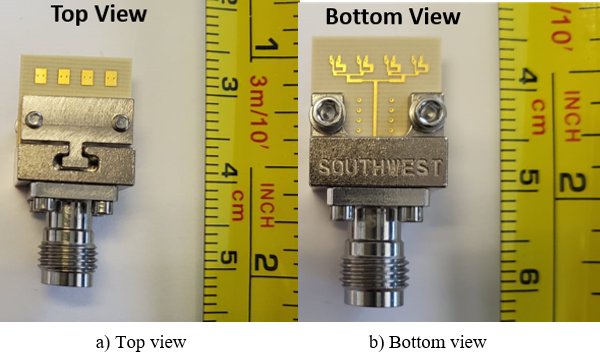 Top View
Bottom View
1
3
3m/10'
4
cm
INCH
5
2
/10'
4
cm
INCH
5
2
6
SOUTHWEST
a) Top view
b) Bottom view